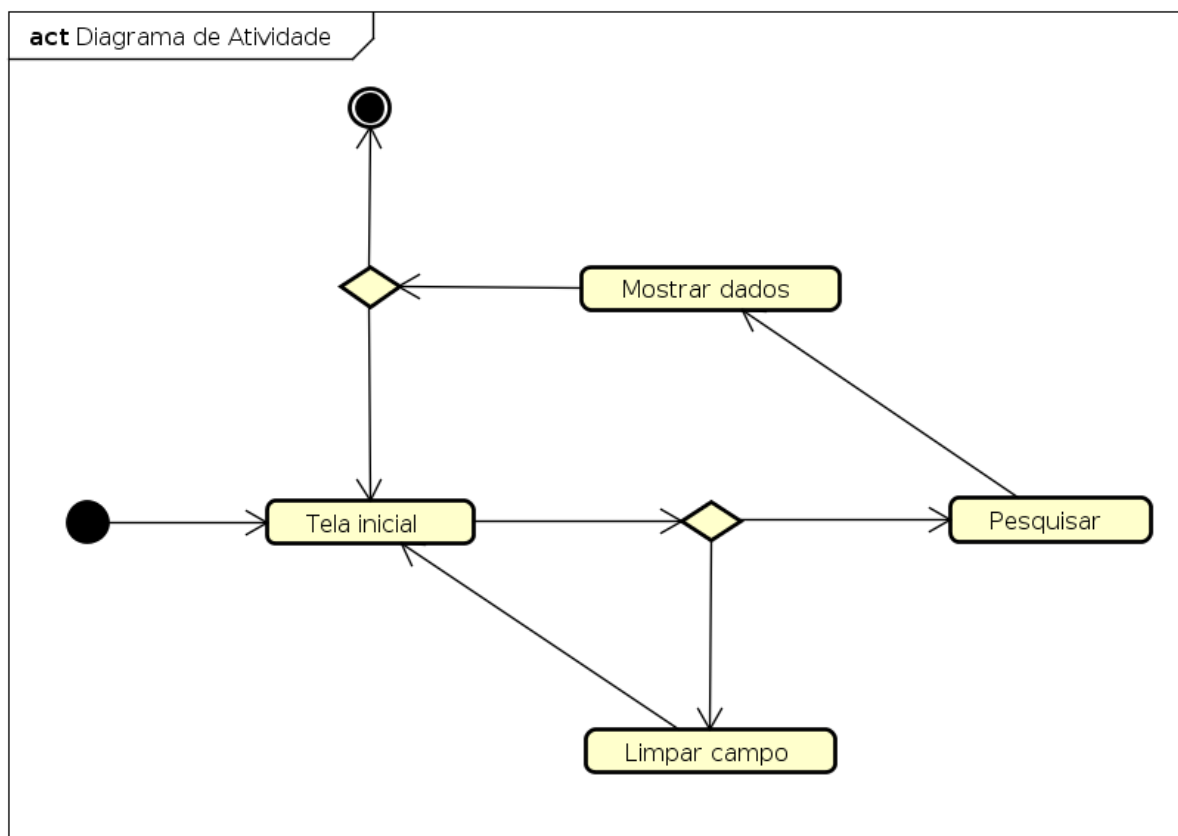 act Diagrama de Atividade
Mostrar dados
Tela inicial
Pesquisar
Limpar campo